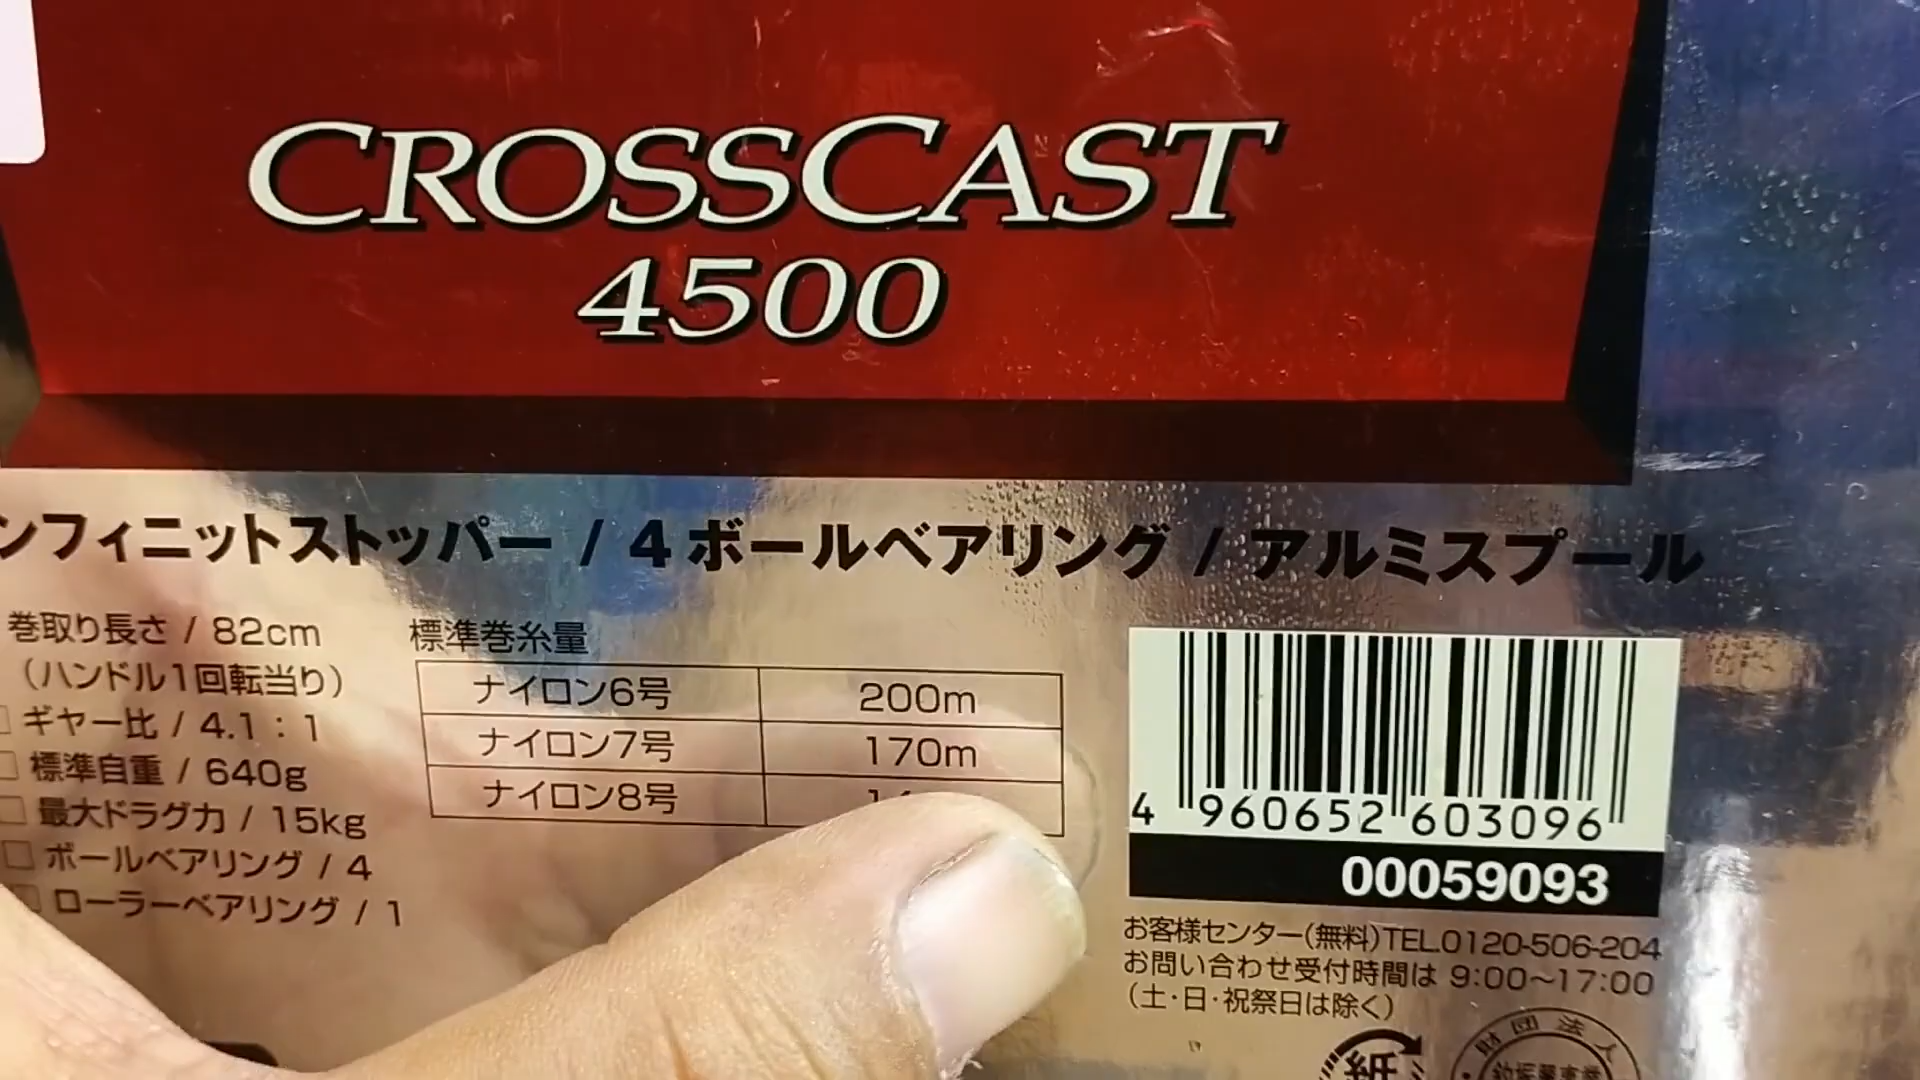 CROSSCAST
4500
ンフィニットストッパー / 4ボールベアリング / アルミスプール
巻取り長さ / 82cm
（ハンドル1回転当り）
ギヤー比 / 4.1：1
標準自重 / 640g
最大ドラグ力 / 15kg
ボールベアリング / 4
ローラーベアリング / 1
標準巻糸量
ナイロン6号 200m
ナイロン7号 170m
ナイロン8号
4 960652 603096
00059093
お客様センター(無料)TEL.0120-506-204
お問い合わせ受付時間は 9:00〜17:00
（土・日・祝祭日は除く）
紙
財団法人